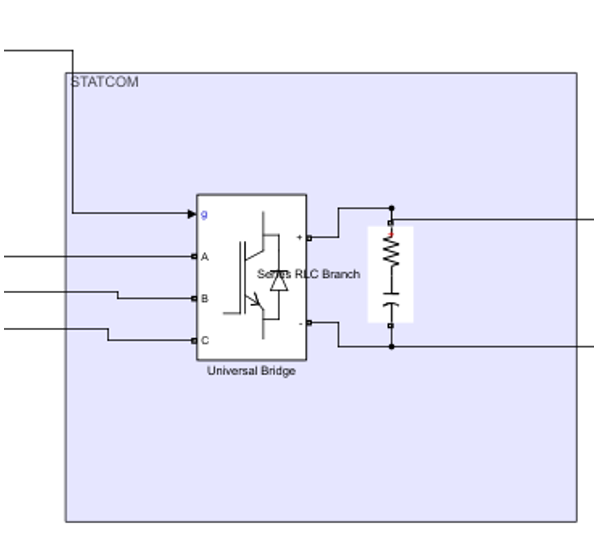 STATCOM
g
A
+
Series RLC Branch
+
B
-
C
Universal Bridge